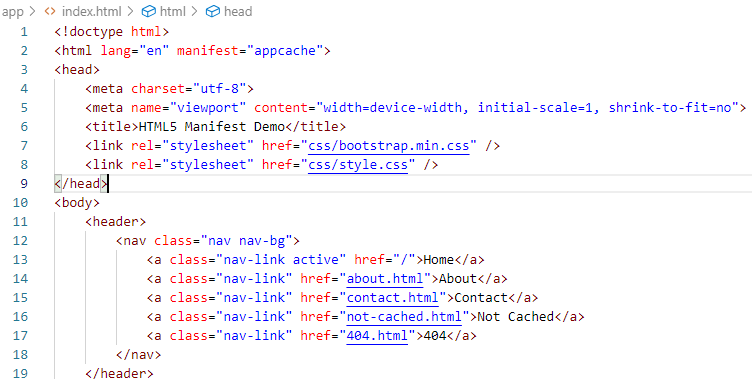 app > index.html > html > head
1 <!doctype html>
2 <html lang="en" manifest="appcache">
3 <head>
4     <meta charset="utf-8">
5     <meta name="viewport" content="width=device-width, initial-scale=1, shrink-to-fit=no">
6     <title>HTML5 Manifest Demo</title>
7     <link rel="stylesheet" href="css/bootstrap.min.css" />
8     <link rel="stylesheet" href="css/style.css" />
9 </head>
10 <body>
11     <header>
12         <nav class="nav nav-bg">
13             <a class="nav-link active" href="/">Home</a>
14             <a class="nav-link" href="about.html">About</a>
15             <a class="nav-link" href="contact.html">Contact</a>
16             <a class="nav-link" href="not-cached.html">Not Cached</a>
17             <a class="nav-link" href="404.html">404</a>
18         </nav>
19     </header>